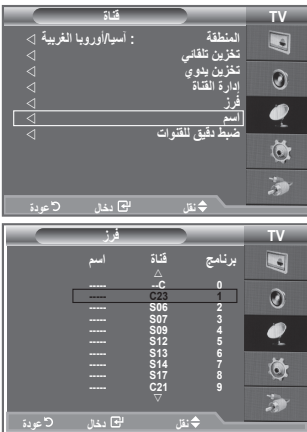 TV
قناة
المنطقة : آسيا/أوروبا الغربية
تخزين تلقائي
تخزين يدوي
إدارة القناة
فرز
اسم
ضبط دقيق للقنوات
نقل دخال عودة
TV
فرز
برنامج قناة اسم
0 C-- -----
1 C23 -----
2 S06 -----
3 S07 -----
4 S09 -----
5 S12 -----
6 S13 -----
7 S14 -----
8 S17 -----
9 C21 -----
نقل دخال عودة